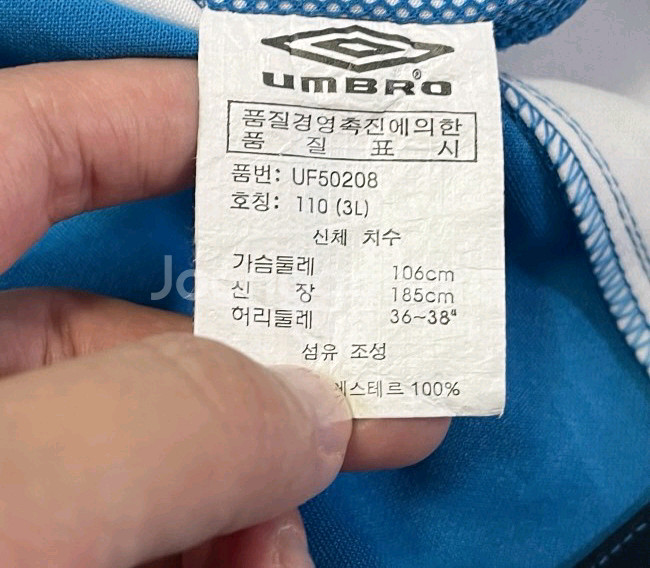 UMBRO®
품질경영촉진에의한
품 질 표 시
품번: UF50208
호칭: 110 (3L)
신체 치수
가슴둘레 106cm
신 장 185cm
허리둘레 36~38"
섬유 조성
에스테르 100%